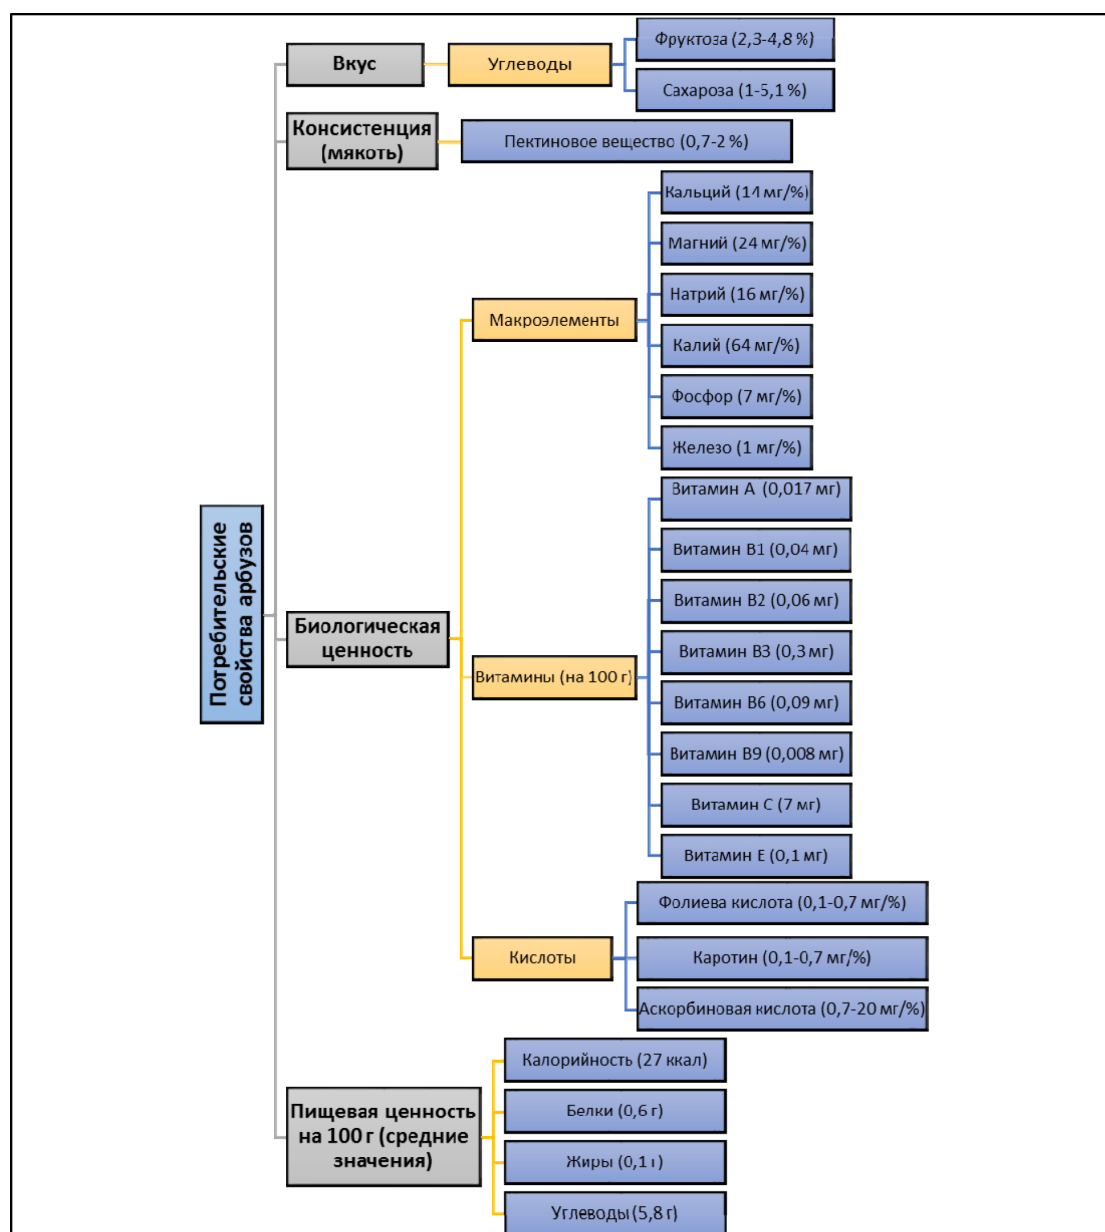 Потребительские
свойства арбузов
Вкус
Углеводы
Фруктоза (2,3-4,8 %)
Сахароза (1-5,1 %)
Консистенция
(мякоть)
Пектиновое вещество (0,7-2 %)
Биологическая
ценность
Макроэлементы
Кальций (14 мг/%)
Магний (24 мг/%)
Натрий (16 мг/%)
Калий (64 мг/%)
Фосфор (7 мг/%)
Железо (1 мг/%)
Витамины (на 100 г)
Витамин А (0,017 мг)
Витамин В1 (0,04 мг)
Витамин В2 (0,06 мг)
Витамин В3 (0,3 мг)
Витамин В6 (0,09 мг)
Витамин В9 (0,008 мг)
Витамин С (7 мг)
Витамин Е (0,1 мг)
Кислоты
Фолиева кислота (0,1-0,7 мг/%)
Каротин (0,1-0,7 мг/%)
Аскорбиновая кислота (0,7-20 мг/%)
Пищевая ценность
на 100 г (средние
значения)
Калорийность (27 ккал)
Белки (0,6 г)
Жиры (0,1 г)
Углеводы (5,8 г)